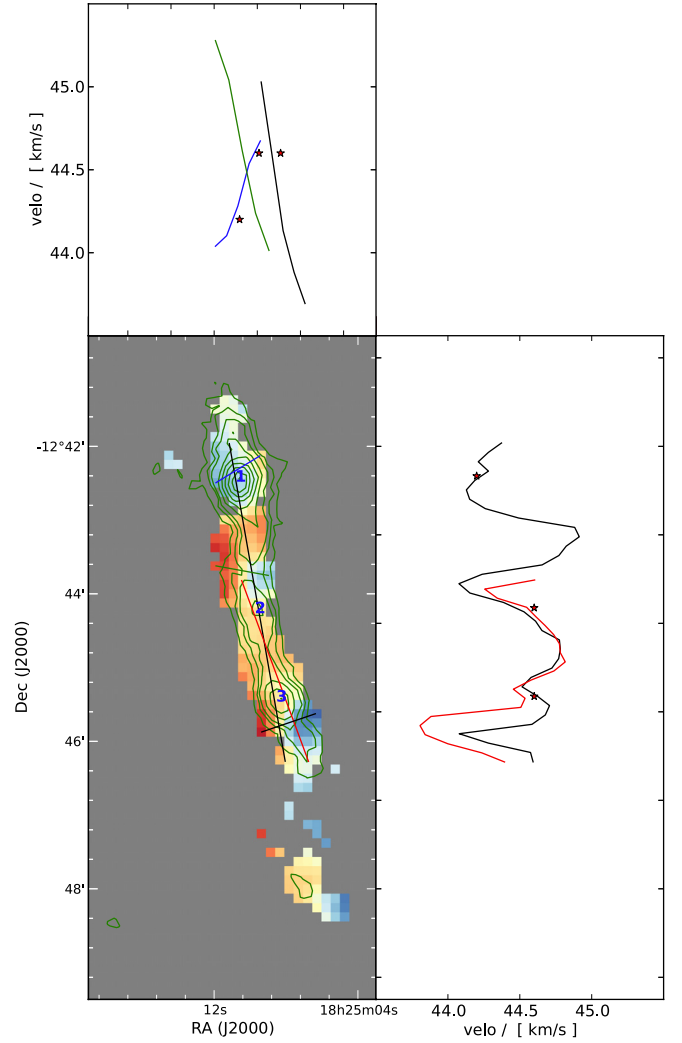 45.0
44.5
44.0
velo / [ km/s ]
-12°42'
44'
46'
48'
Dec (J2000)
1
2
3
12s
18h25m04s
RA (J2000)
44.0
44.5
45.0
velo / [ km/s ]